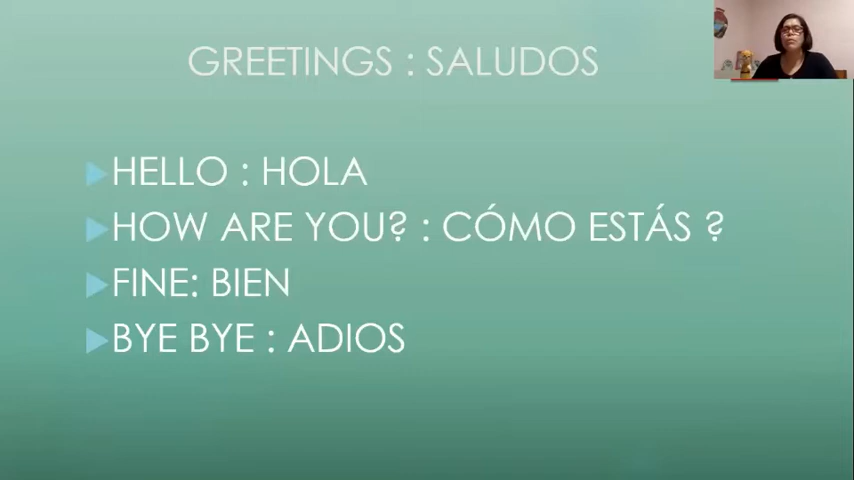 GREETINGS : SALUDOS
HELLO : HOLA
HOW ARE YOU? : CÓMO ESTÁS ?
FINE: BIEN
BYE BYE : ADIOS